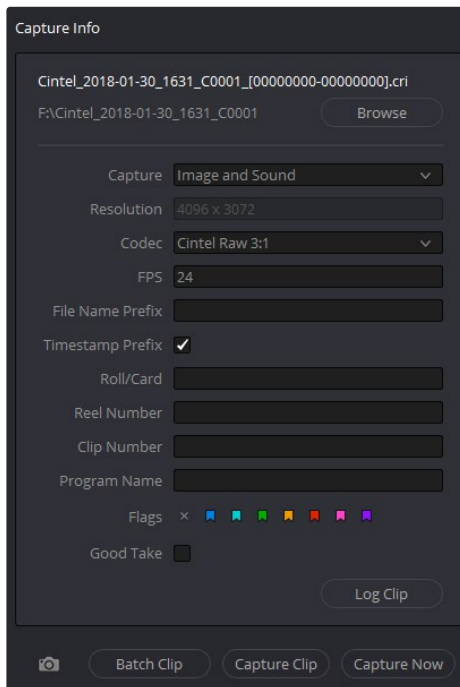 Capture Info
Cintel_2018-01-30_1631_C0001_[00000000-00000000].cri
F:\Cintel_2018-01-30_1631_C0001 Browse
Capture Image and Sound
Resolution 4096 x 3072
Codec Cintel Raw 3:1
FPS 24
File Name Prefix
Timestamp Prefix
Roll/Card
Reel Number
Clip Number
Program Name
Flags
Good Take
Log Clip
Batch Clip Capture Clip Capture Now